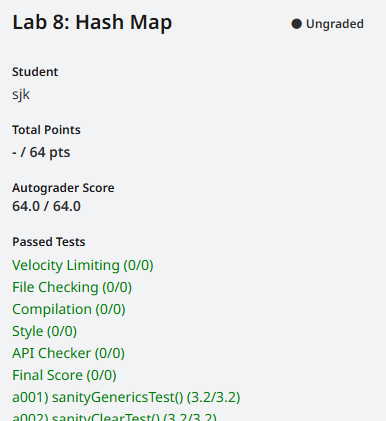 Lab 8: Hash Map
Ungraded
Student
sjk
Total Points
- / 64 pts
Autograder Score
64.0 / 64.0
Passed Tests
Velocity Limiting (0/0)
File Checking (0/0)
Compilation (0/0)
Style (0/0)
API Checker (0/0)
Final Score (0/0)
a001) sanityGenericsTest() (3.2/3.2)
a002) sanityClearTest() (3.2/3.2)